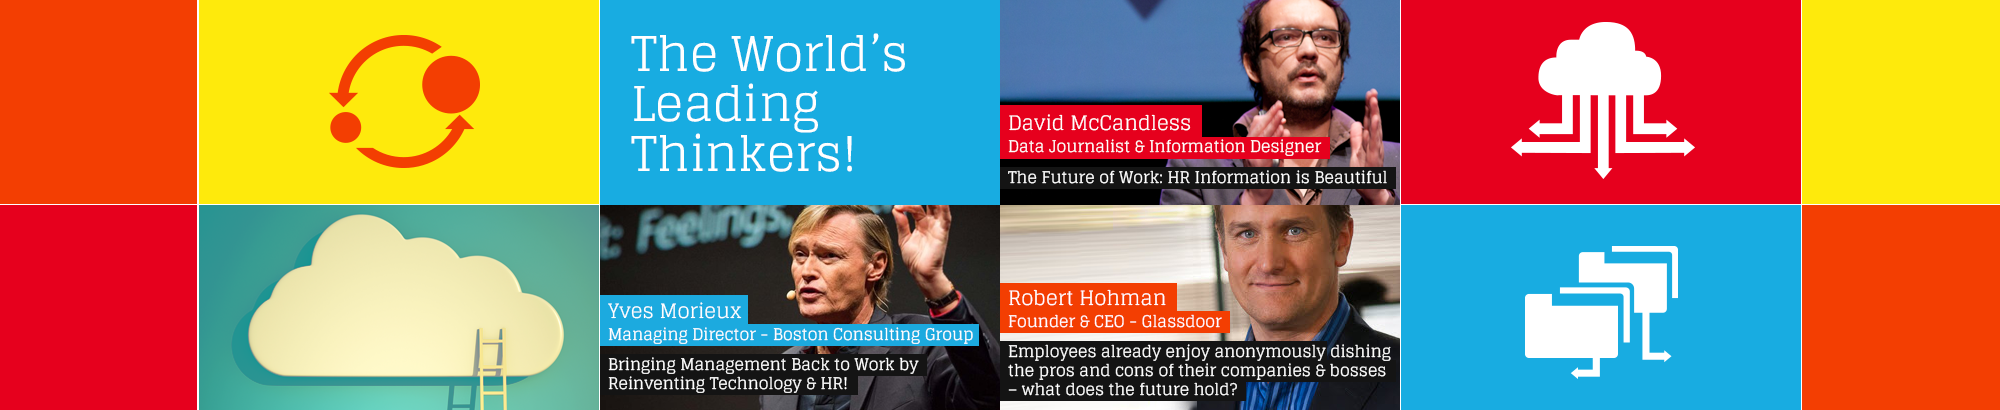 The World’s
Leading
Thinkers!
David McCandless
Data Journalist & Information Designer
The Future of Work: HR Information is Beautiful
: Feelings,
Yves Morieux
Managing Director – Boston Consulting Group
Bringing Management Back to Work by
Reinventing Technology & HR!
Robert Hohman
Founder & CEO – Glassdoor
Employees already enjoy anonymously dishing
the pros and cons of their companies & bosses
– what does the future hold?